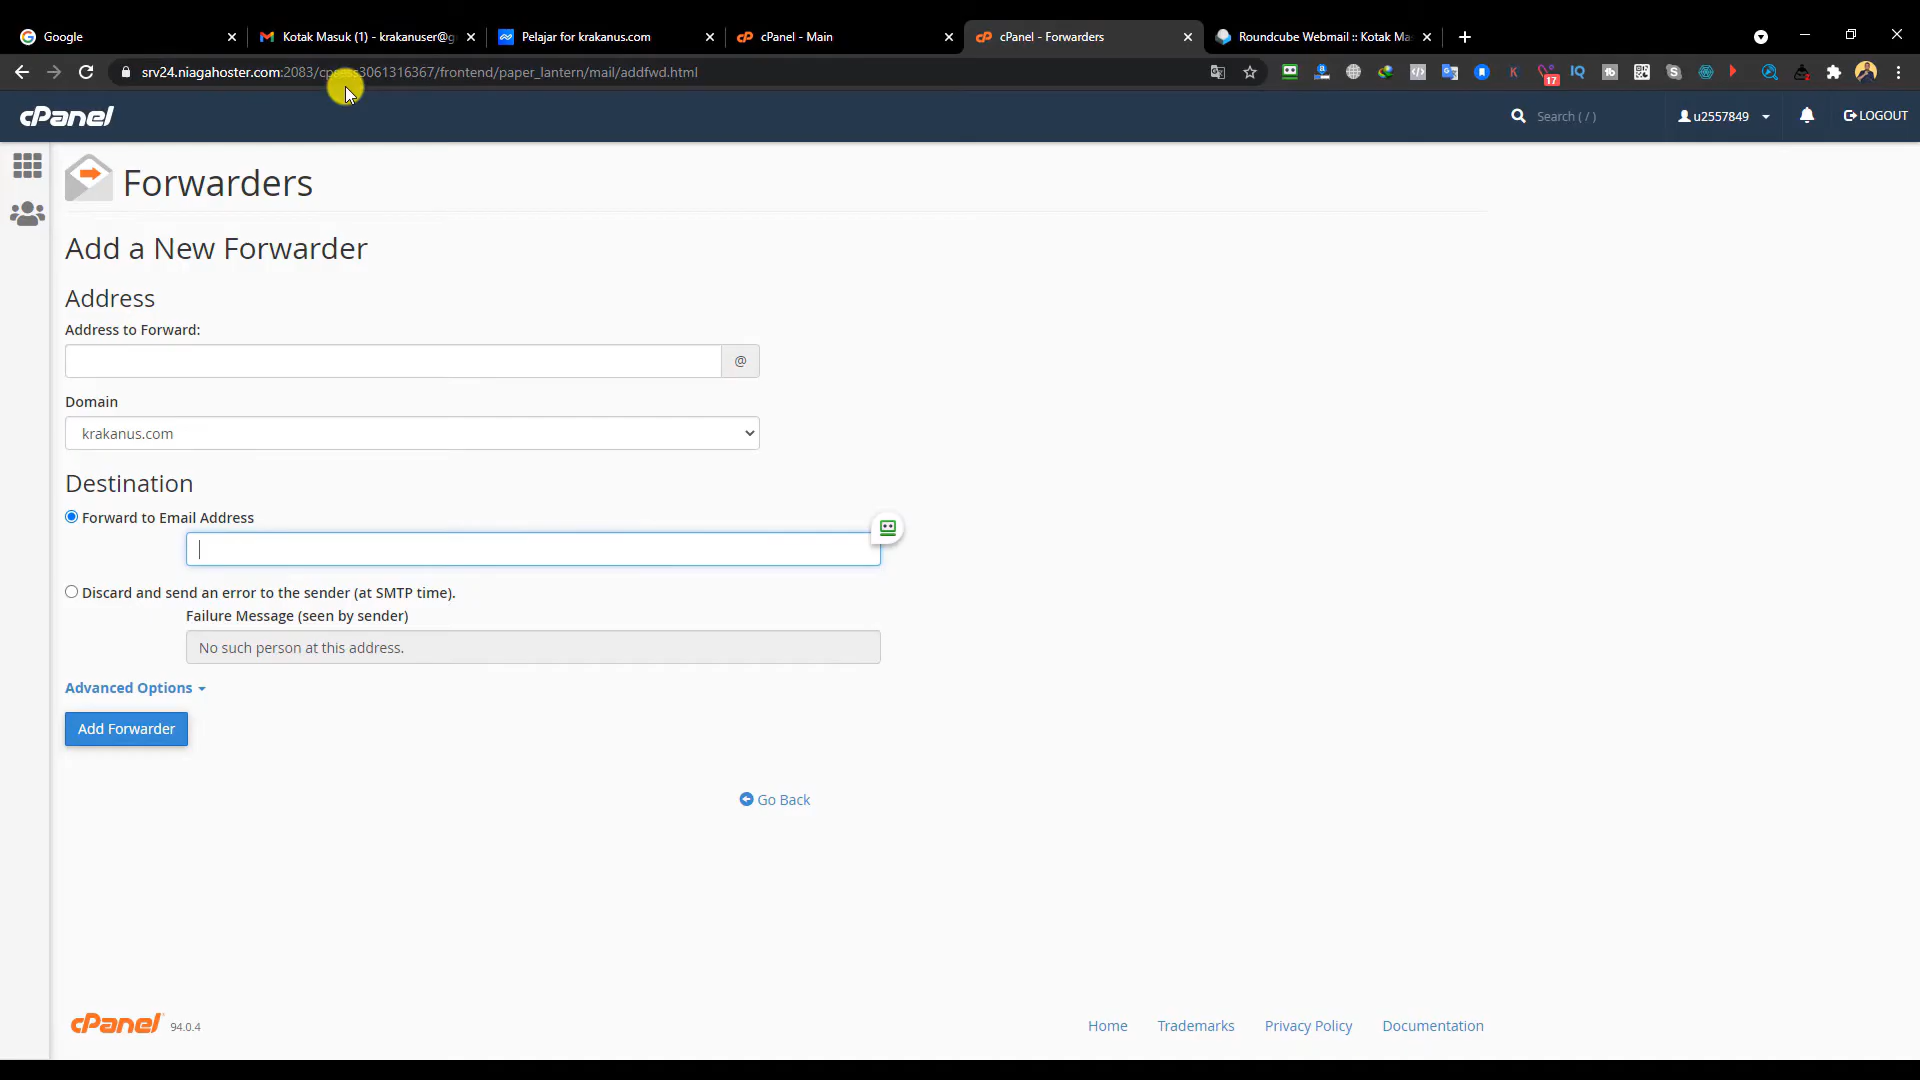 Google
Kotak Masuk (1) - krakanuser@g
Pelajar for krakanus.com
cPanel - Main
cPanel - Forwarders
Roundcube Webmail :: Kotak Ma
srv24.niagahoster.com:2083/cpsess3061316367/frontend/paper_lantern/mail/addfwd.html
17
IQ
cPanel
Search ( / )
u2557849
LOGOUT
Forwarders
Add a New Forwarder
Address
Address to Forward:
@
Domain
krakanus.com
Destination
Forward to Email Address
Discard and send an error to the sender (at SMTP time).
Failure Message (seen by sender)
No such person at this address.
Advanced Options
Add Forwarder
Go Back
cPanel 94.0.4
Home Trademarks Privacy Policy Documentation